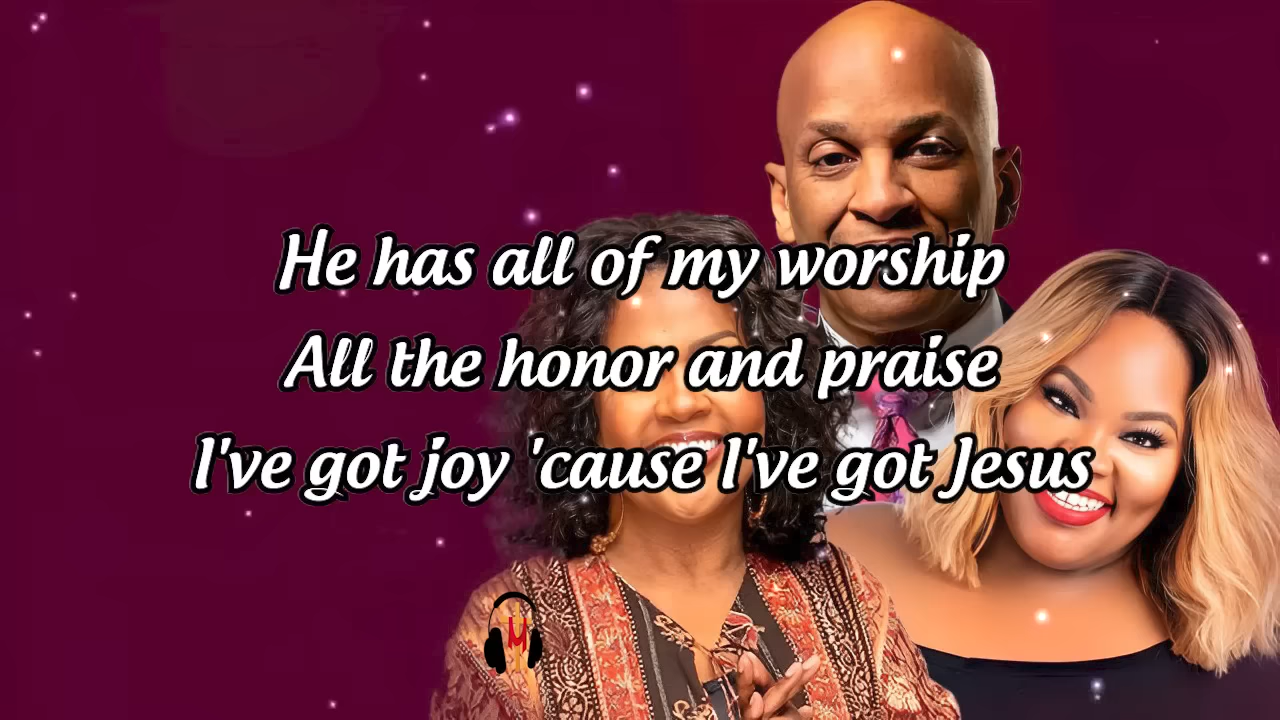 He has all of my worship
All the honor and praise
I've got joy 'cause I've got Jesus